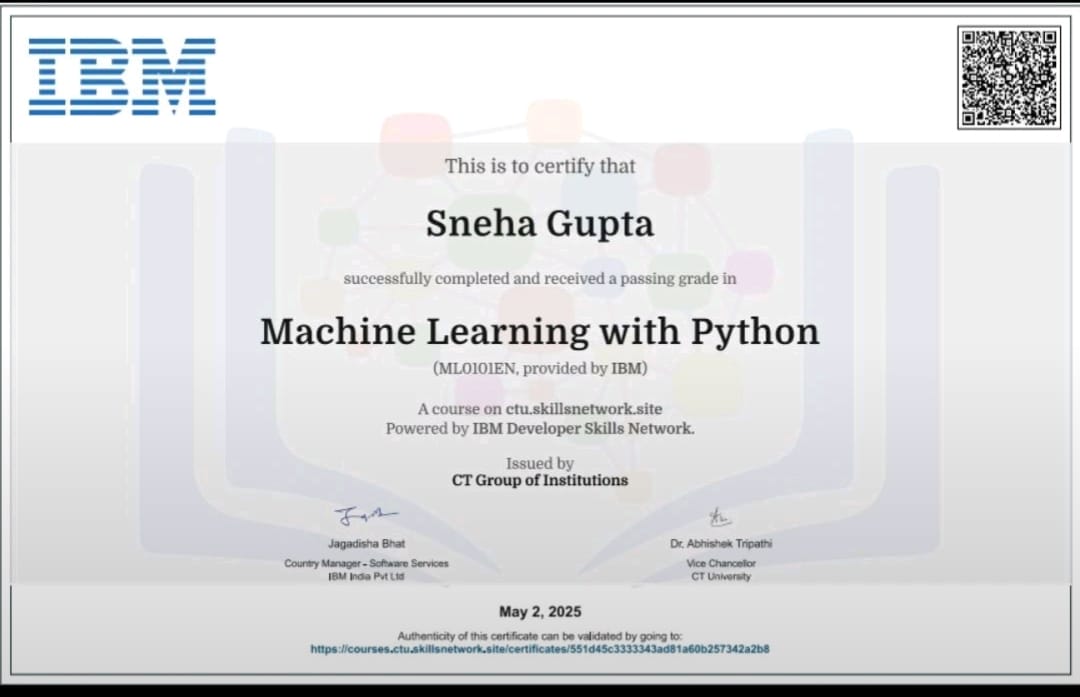 IBM
This is to certify that
Sneha Gupta
successfully completed and received a passing grade in
Machine Learning with Python
(ML0101EN, provided by IBM)
A course on ctu.skillsnetwork.site
Powered by IBM Developer Skills Network.
Issued by
CT Group of Institutions
Jagadisha Bhat
Country Manager - Software Services
IBM India Pvt Ltd
Dr. Abhishek Tripathi
Vice Chancellor
CT University
May 2, 2025
Authenticity of this certificate can be validated by going to:
https://courses.ctu.skillsnetwork.site/certificates/551d45c3333343ad81a60b257342a2b8